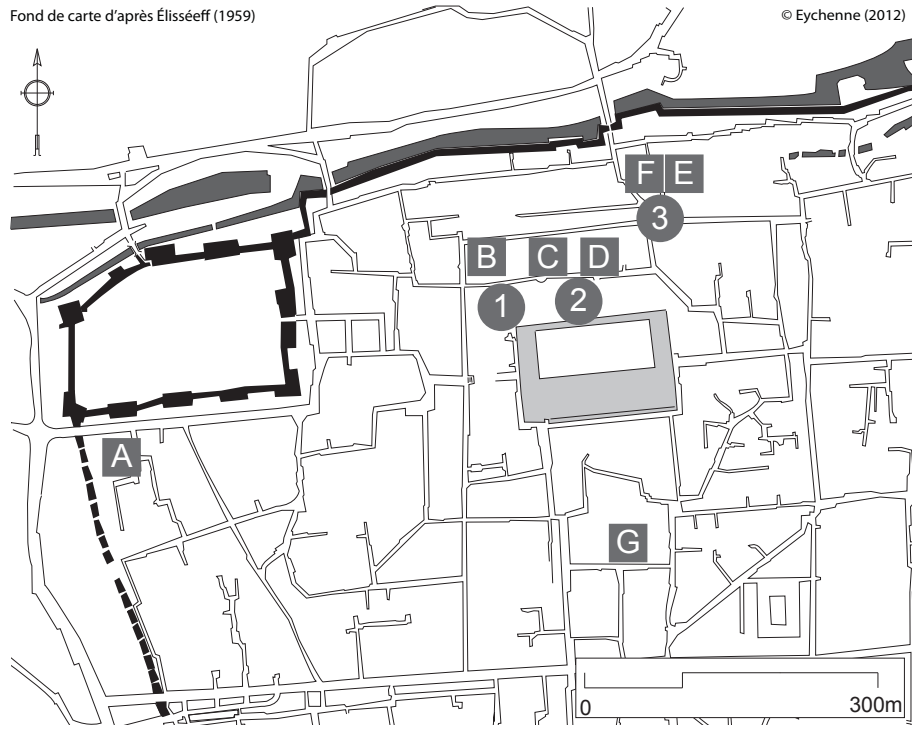 Fond de carte d'après Élisséeff (1959)
© Eychenne (2012)
F E
3
B C D
1 2
A
G
0 300m